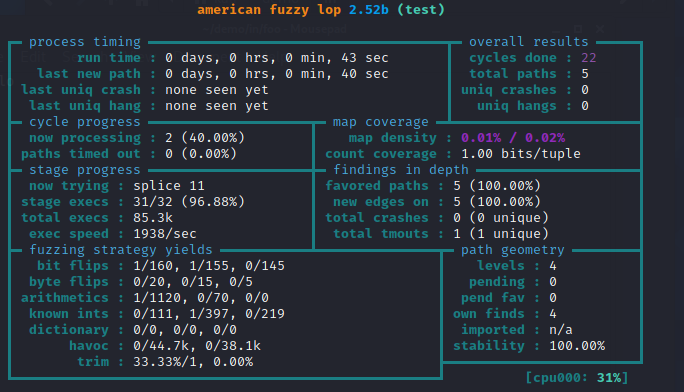 american fuzzy lop 2.52b (test)
process timing overall results
run time : 0 days, 0 hrs, 0 min, 43 sec cycles done : 22
last new path : 0 days, 0 hrs, 0 min, 40 sec total paths : 5
last uniq crash : none seen yet uniq crashes : 0
last uniq hang : none seen yet uniq hangs : 0
cycle progress map coverage
now processing : 2 (40.00%) map density : 0.01% / 0.02%
paths timed out : 0 (0.00%) count coverage : 1.00 bits/tuple
stage progress findings in depth
now trying : splice 11 favored paths : 5 (100.00%)
stage execs : 31/32 (96.88%) new edges on : 5 (100.00%)
total execs : 85.3k total crashes : 0 (0 unique)
exec speed : 1938/sec total tmouts : 1 (1 unique)
fuzzing strategy yields path geometry
bit flips : 1/160, 1/155, 0/145 levels : 4
byte flips : 0/20, 0/15, 0/5 pending : 0
arithmetics : 1/1120, 0/70, 0/0 pend fav : 0
known ints : 0/111, 1/397, 0/219 own finds : 4
dictionary : 0/0, 0/0, 0/0 imported : n/a
havoc : 0/44.7k, 0/38.1k stability : 100.00%
trim : 33.33%/1, 0.00%
[cpu000: 31%]